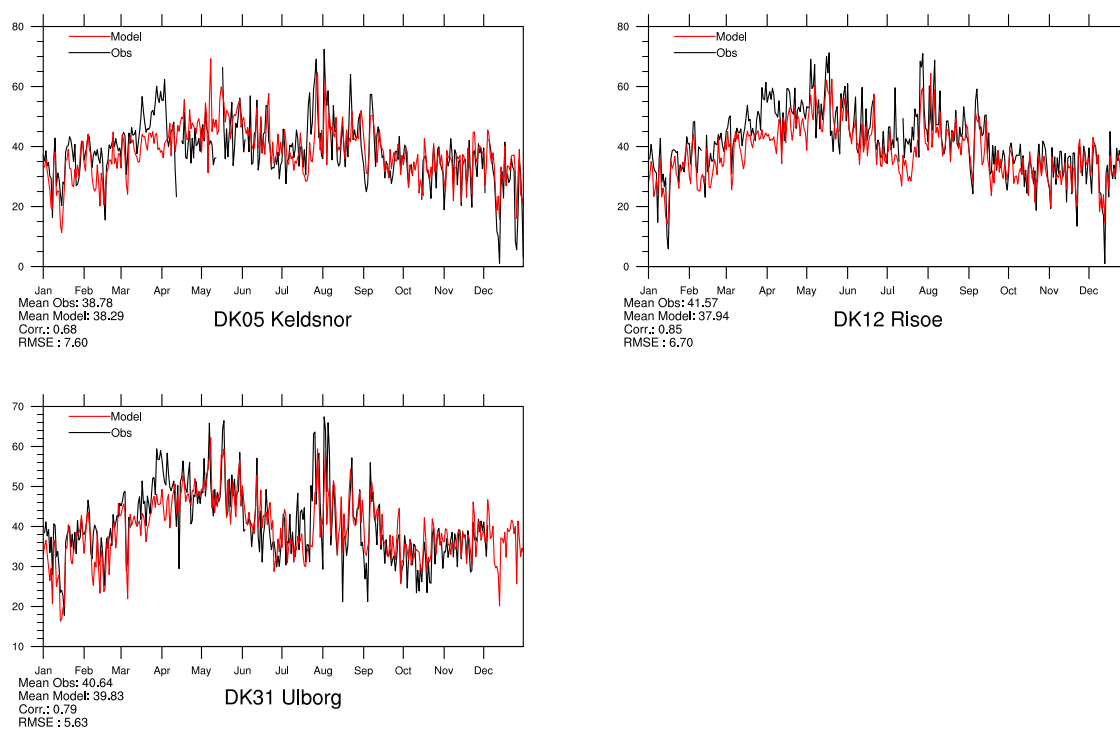 80
60
40
20
0
Model
Obs
Jan Feb Mar Apr May Jun Jul Aug Sep Oct Nov Dec
Mean Obs: 38.78
Mean Model: 38.29
Corr.: 0.68
RMSE : 7.60
DK05 Keldsnor
80
60
40
20
0
Model
Obs
Jan Feb Mar Apr May Jun Jul Aug Sep Oct Nov Dec
Mean Obs: 41.57
Mean Model: 37.94
Corr.: 0.85
RMSE : 6.70
DK12 Risoe
70
60
50
40
30
20
10
Model
Obs
Jan Feb Mar Apr May Jun Jul Aug Sep Oct Nov Dec
Mean Obs: 40.64
Mean Model: 39.83
Corr.: 0.79
RMSE : 5.63
DK31 Ulborg